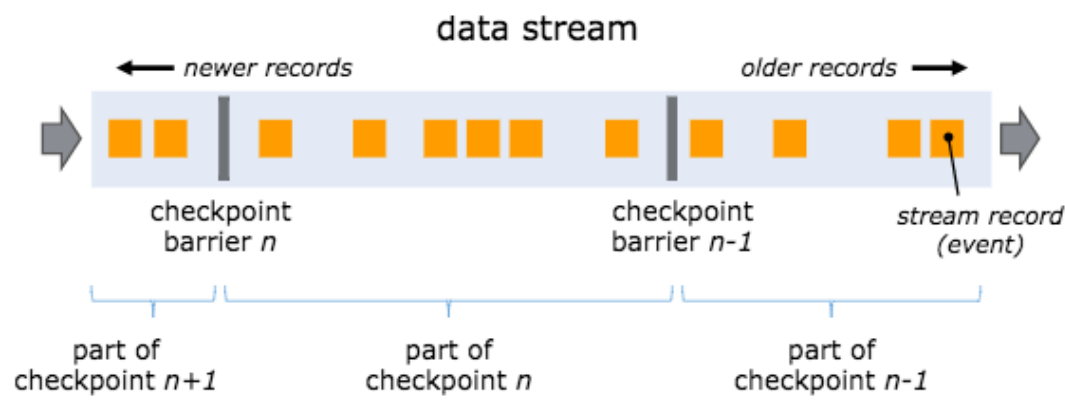 data stream
newer records
older records
checkpoint
barrier n
checkpoint
barrier n-1
stream record
(event)
part of
checkpoint n+1
part of
checkpoint n
part of
checkpoint n-1